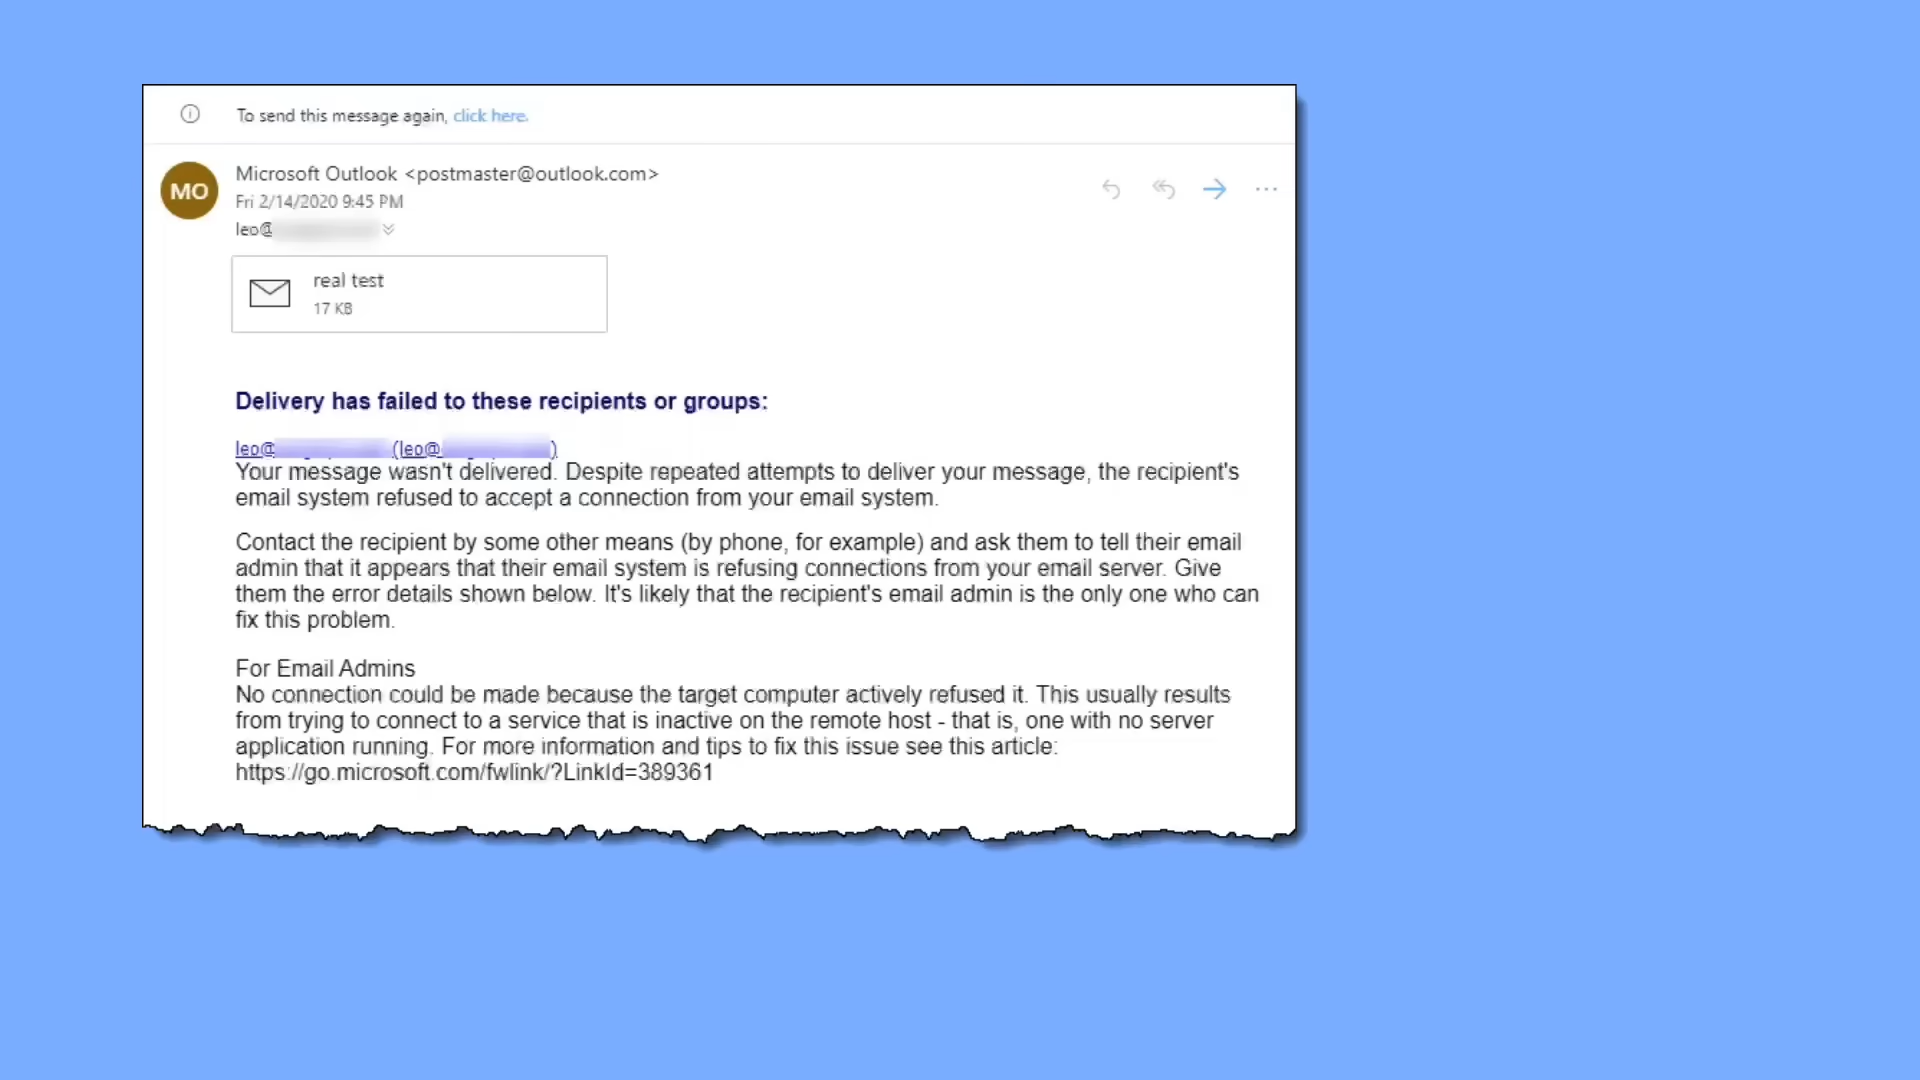 To send this message again, click here.
MO
Microsoft Outlook <postmaster@outlook.com>
Fri 2/14/2020 9:45 PM
leo@
real test
17 KB
Delivery has failed to these recipients or groups:
leo@ (leo@ )
Your message wasn't delivered. Despite repeated attempts to deliver your message, the recipient's
email system refused to accept a connection from your email system.
Contact the recipient by some other means (by phone, for example) and ask them to tell their email
admin that it appears that their email system is refusing connections from your email server. Give
them the error details shown below. It's likely that the recipient's email admin is the only one who can
fix this problem.
For Email Admins
No connection could be made because the target computer actively refused it. This usually results
from trying to connect to a service that is inactive on the remote host - that is, one with no server
application running. For more information and tips to fix this issue see this article:
https://go.microsoft.com/fwlink/?LinkId=389361